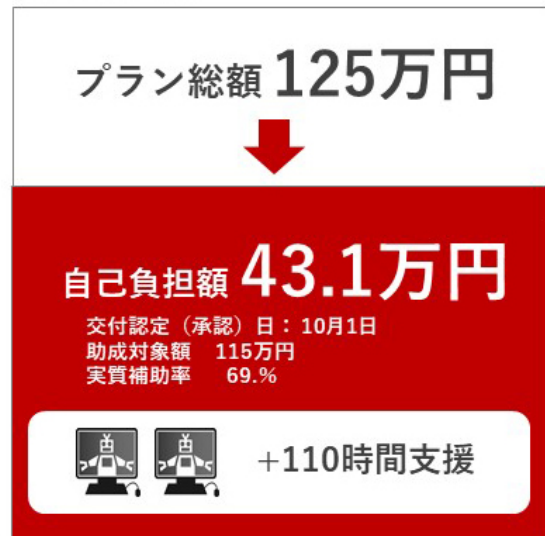 プラン総額 125万円
自己負担額 43.1万円
交付認定（承認）日：10月1日
助成対象額 115万円
実質補助率 69.%
+110時間支援